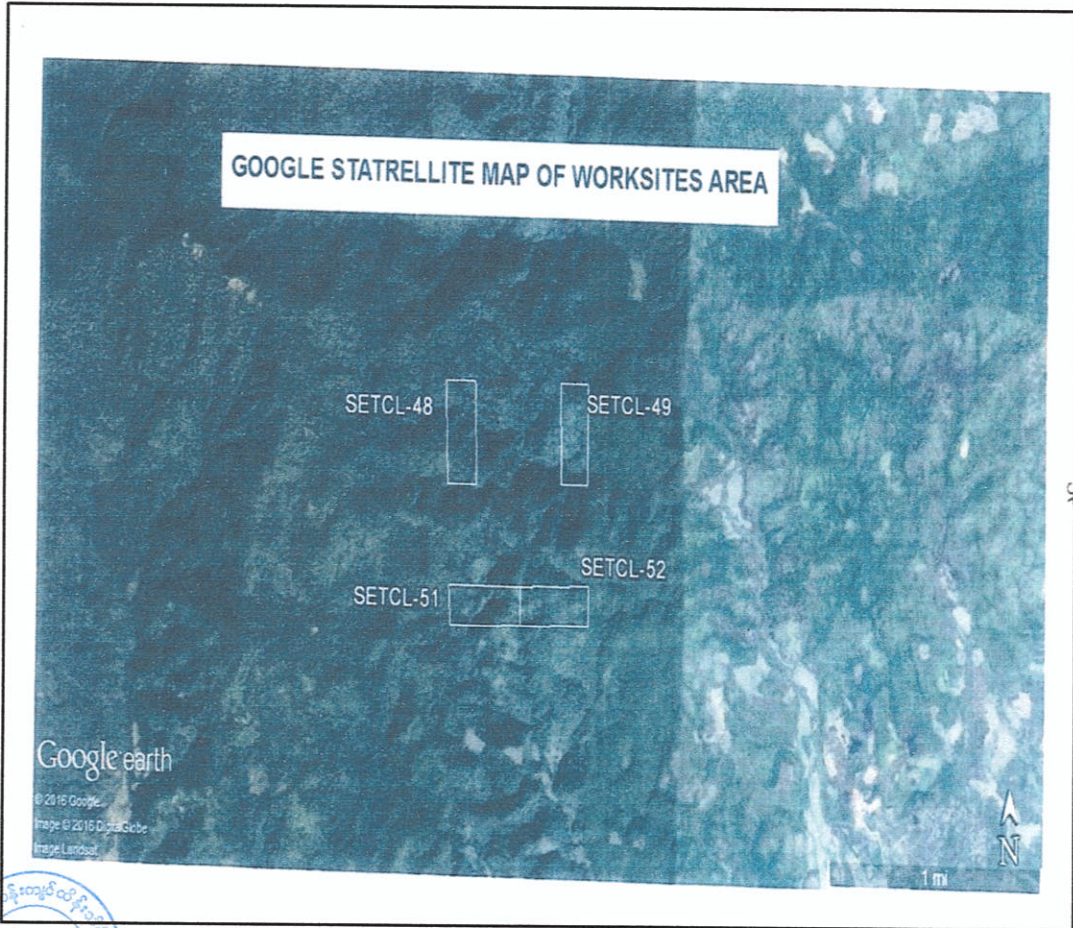 GOOGLE STATRELLITE MAP OF WORKSITES AREA
SETCL-48
SETCL-49
SETCL-52
SETCL-51
Google earth
© 2016 Google
Image © 2016 DigitalGlobe
Image Landsat
N
1 mi